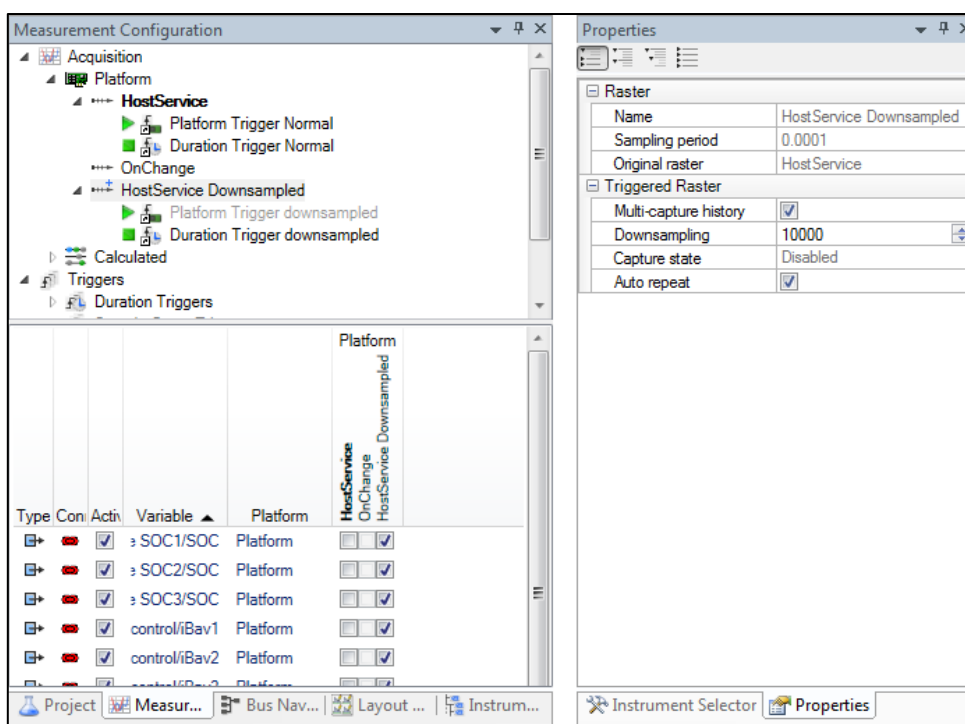 Measurement Configuration
Acquisition
Platform
HostService
Platform Trigger Normal
Duration Trigger Normal
OnChange
HostService Downsampled
Platform Trigger downsampled
Duration Trigger downsampled
Calculated
Triggers
Duration Triggers
Platform
HostService
OnChange
HostService Downsampled
Type Con Activ Variable Platform
e SOC1/SOC Platform
e SOC2/SOC Platform
e SOC3/SOC Platform
control/iBav1 Platform
control/iBav2 Platform
Project Measur... Bus Nav... Layout ... Instrum...
Properties
Raster
Name HostService Downsampled
Sampling period 0.0001
Original raster HostService
Triggered Raster
Multi-capture history
Downsampling 10000
Capture state Disabled
Auto repeat
Instrument Selector Properties